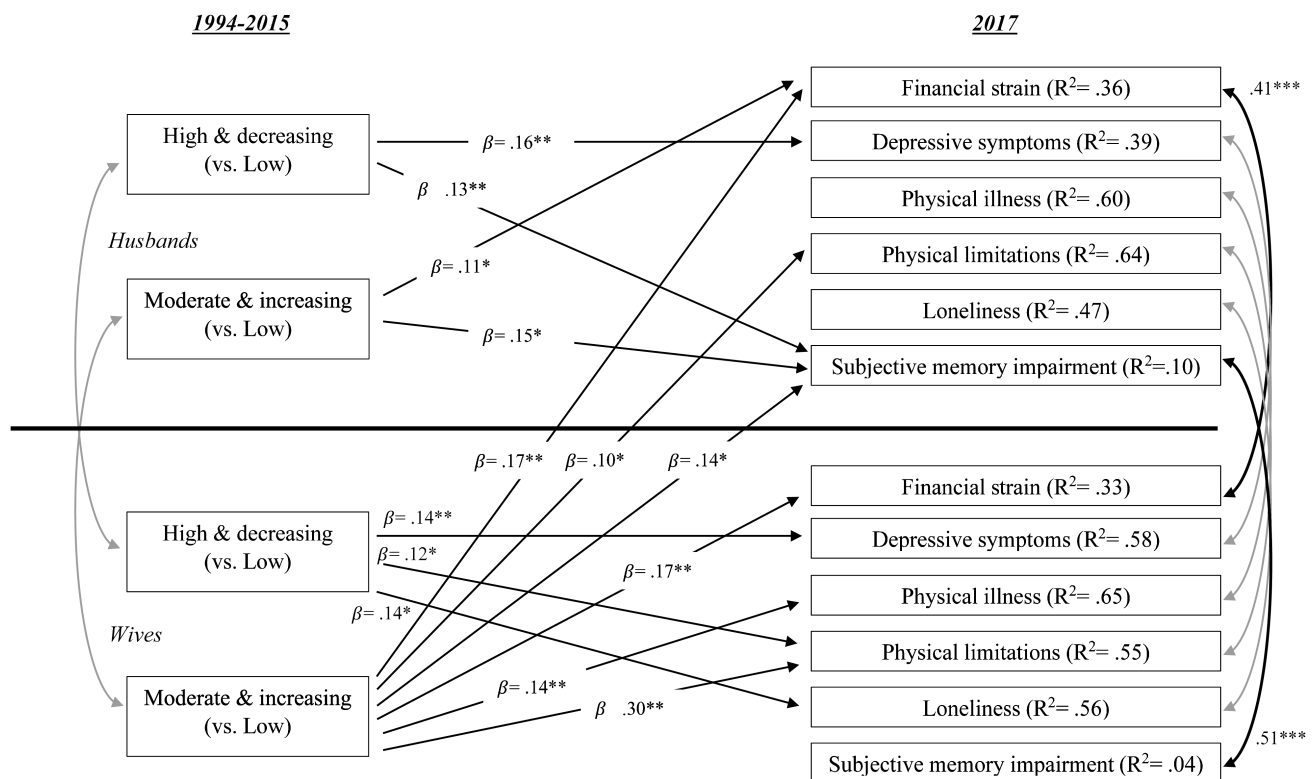 1994-2015
2017
Financial strain (R²= .36)
.41***
High & decreasing
(vs. Low)
β= .16**
Depressive symptoms (R²= .39)
β .13**
Physical illness (R²= .60)
Husbands
Physical limitations (R²= .64)
β= .11*
Moderate & increasing
(vs. Low)
Loneliness (R²= .47)
β= .15*
Subjective memory impairment (R²=.10)
β= .17**
β= .10*
β= .14*
Financial strain (R²= .33)
High & decreasing
(vs. Low)
β= .14**
Depressive symptoms (R²= .58)
β= .12*
β= .17**
Physical illness (R²= .65)
β= .14*
Wives
Physical limitations (R²= .55)
Moderate & increasing
(vs. Low)
β= .14**
β .30**
Loneliness (R²= .56)
.51***
Subjective memory impairment (R²= .04)